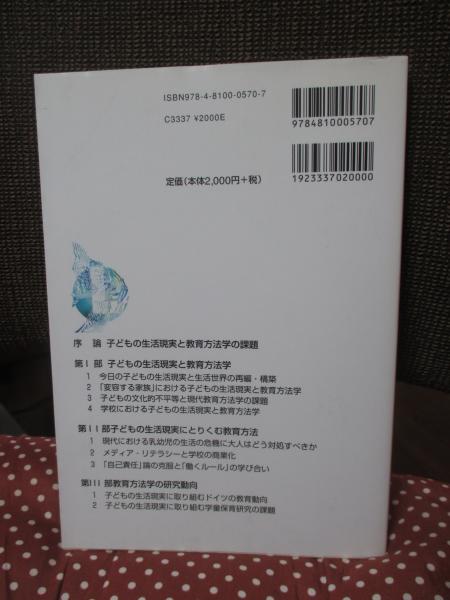 ISBN978-4-8100-0570-7
C3337 ¥2000E
定価(本体2,000円+税)
9784810005707
1923337020000
序　論　子どもの生活現実と教育方法学の課題
第Ⅰ部　子どもの生活現実と教育方法学
1　今日の子どもの生活現実と生活世界の再編・構築
2　「変容する家族」における子どもの生活現実と教育方法学
3　子どもの文化的不平等と現代教育方法学の課題
4　学校における子どもの生活現実と教育方法学
第II部子どもの生活現実にとりくむ教育方法
1　現代における乳幼児の生活の危機に大人はどう対処すべきか
2　メディア・リテラシーと学校の商業化
3　「自己責任」論の克服と「働くルール」の学び合い
第III部教育方法学の研究動向
1　子どもの生活現実に取り組むドイツの教育動向
2　子どもの生活現実に取り組む学童保育研究の課題